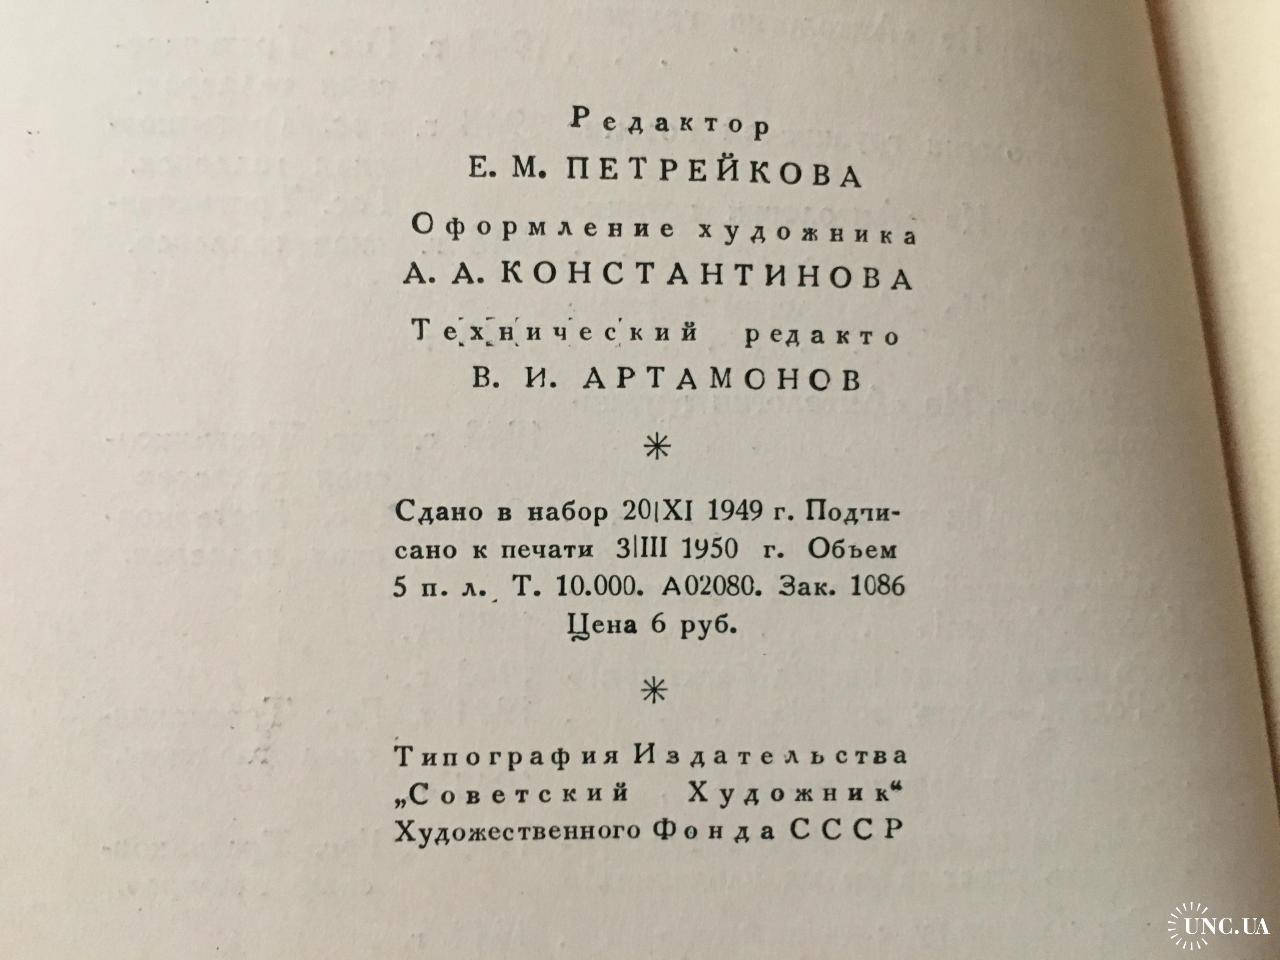 Редактор
Е. М. ПЕТРЕЙКОВА
Оформление художника
А. А. КОНСТАНТИНОВА
Технический редакто
В. И. АРТАМОНОВ
Сдано в набор 20|XI 1949 г. Подпи-
сано к печати 3|III 1950 г. Объем
5 п. л. Т. 10.000. А02080. Зак. 1086
Цена 6 руб.
Типография Издательства
„Советский Художник“
Художественного Фонда СССР
UNC.UA